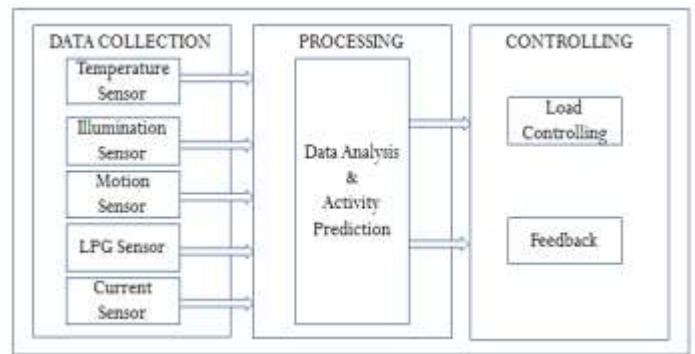 DATA COLLECTION
Temperature
Sensor
Illumination
Sensor
Motion
Sensor
LPG Sensor
Current
Sensor
PROCESSING
Data Analysis
&
Activity
Prediction
CONTROLLING
Load
Controlling
Feedback